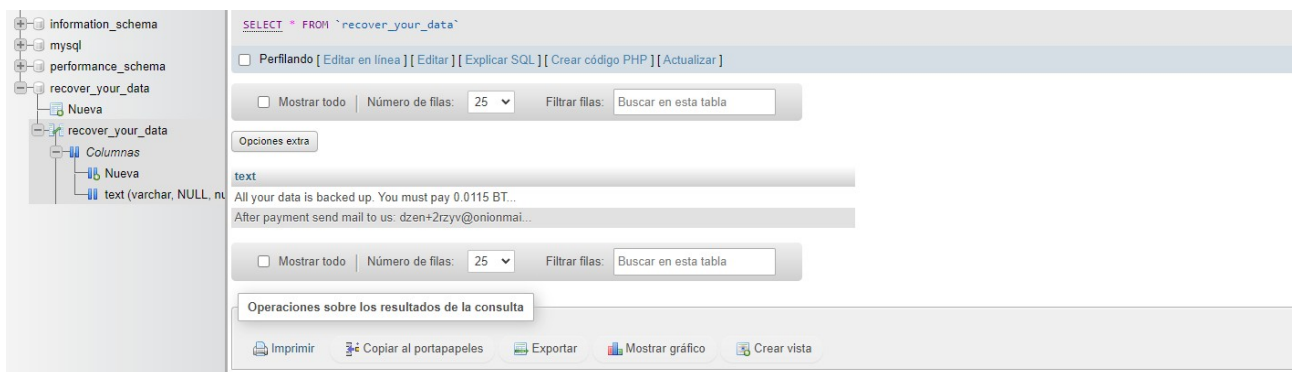 information_schema
mysql
performance_schema
recover_your_data
Nueva
recover_your_data
Columnas
Nueva
text (varchar, NULL, nu
SELECT * FROM `recover_your_data`
Perfilando [ Editar en línea ] [ Editar ] [ Explicar SQL ] [ Crear código PHP ] [ Actualizar ]
Mostrar todo | Número de filas: 25 Filtrar filas: Buscar en esta tabla
Opciones extra
text
All your data is backed up. You must pay 0.0115 BT...
After payment send mail to us: dzen+2rzyv@onionmai...
Mostrar todo | Número de filas: 25 Filtrar filas: Buscar en esta tabla
Operaciones sobre los resultados de la consulta
Imprimir Copiar al portapapeles Exportar Mostrar gráfico Crear vista